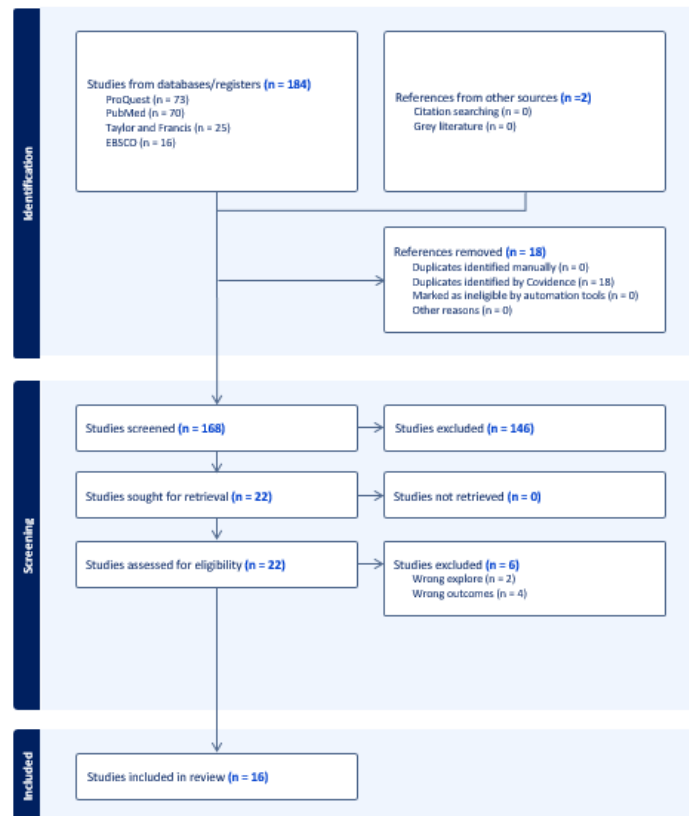 Identification
Studies from databases/registers (n = 184)
ProQuest (n = 73)
PubMed (n = 70)
Taylor and Francis (n = 25)
EBSCO (n = 16)
References from other sources (n =2)
Citation searching (n = 0)
Grey literature (n = 0)
References removed (n = 18)
Duplicates identified manually (n = 0)
Duplicates identified by Covidence (n = 18)
Marked as ineligible by automation tools (n = 0)
Other reasons (n = 0)
Screening
Studies screened (n = 168)
Studies excluded (n = 146)
Studies sought for retrieval (n = 22)
Studies not retrieved (n = 0)
Studies assessed for eligibility (n = 22)
Studies excluded (n = 6)
Wrong explore (n = 2)
Wrong outcomes (n = 4)
Included
Studies included in review (n = 16)